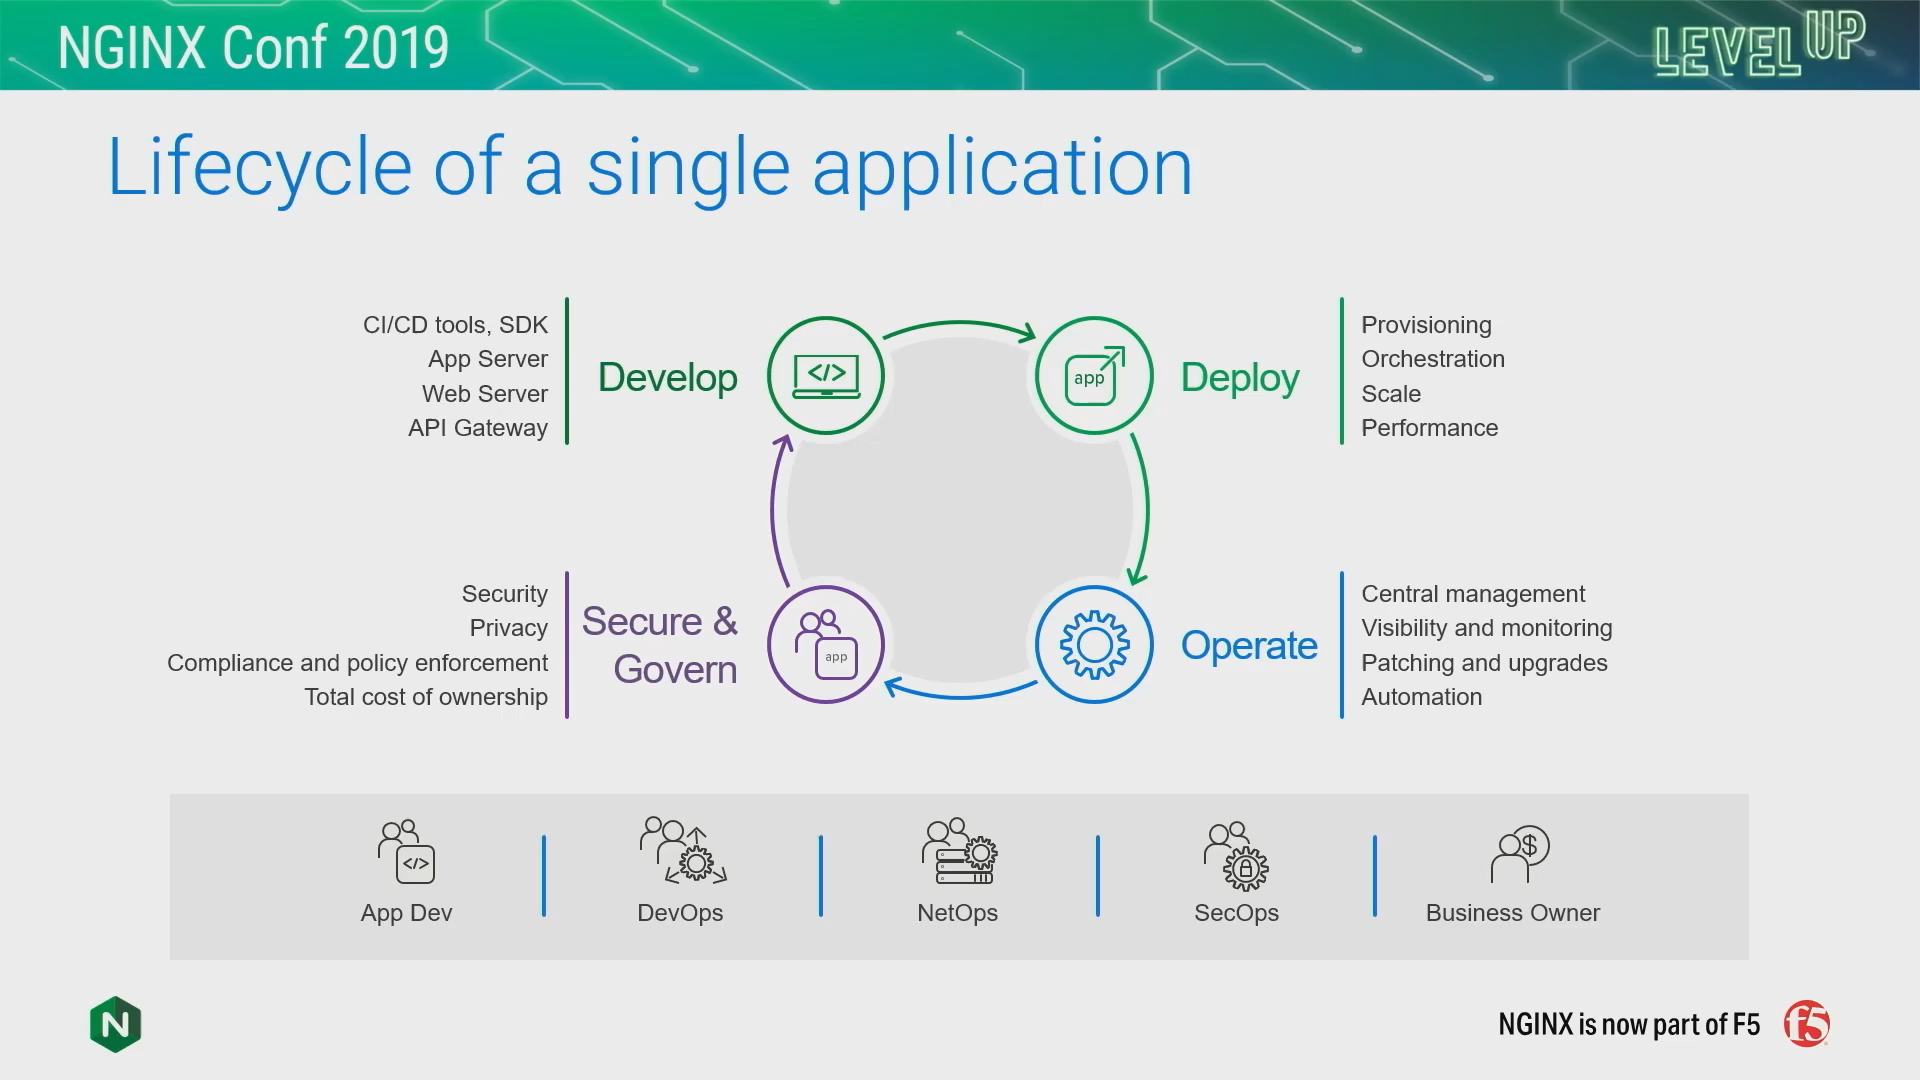 NGINX Conf 2019
LEVEL UP
Lifecycle of a single application
CI/CD tools, SDK
App Server
Web Server
API Gateway
Develop
</>
app
Deploy
Provisioning
Orchestration
Scale
Performance
Security
Privacy
Compliance and policy enforcement
Total cost of ownership
Secure &
Govern
app
Operate
Central management
Visibility and monitoring
Patching and upgrades
Automation
</>
$
App Dev
DevOps
NetOps
SecOps
Business Owner
N
NGINX is now part of F5
f5